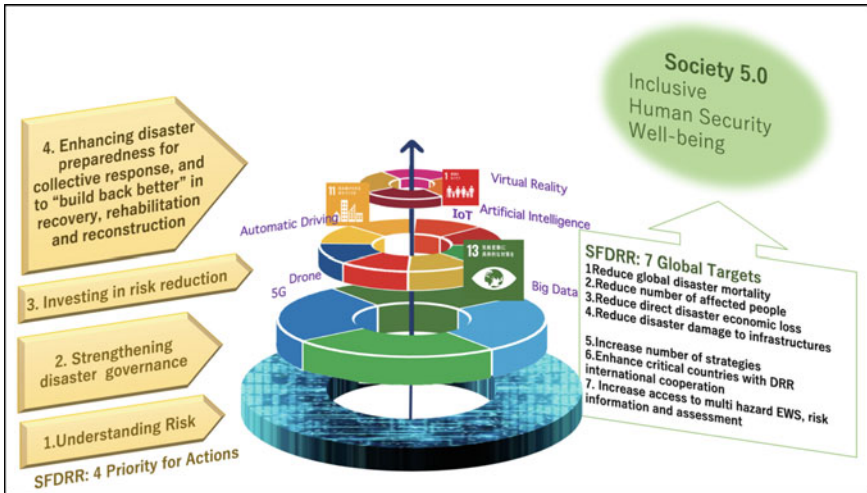 4. Enhancing disaster
preparedness for
collective response, and
to “build back better” in
recovery, rehabilitation
and reconstruction
3. Investing in risk reduction
2. Strengthening
disaster governance
1.Understanding Risk
SFDRR: 4 Priority for Actions
Virtual Reality
Artificial Intelligence
IoT
Automatic Driving
Drone
5G
Big Data
11
1
13
Society 5.0
Inclusive
Human Security
Well-being
SFDRR: 7 Global Targets
1Reduce global disaster mortality
2.Reduce number of affected people
3.Reduce direct disaster economic loss
4.Reduce disaster damage to infrastructures
5.Increase number of strategies
6.Enhance critical countries with DRR
international cooperation
7. Increase access to multi hazard EWS, risk
information and assessment